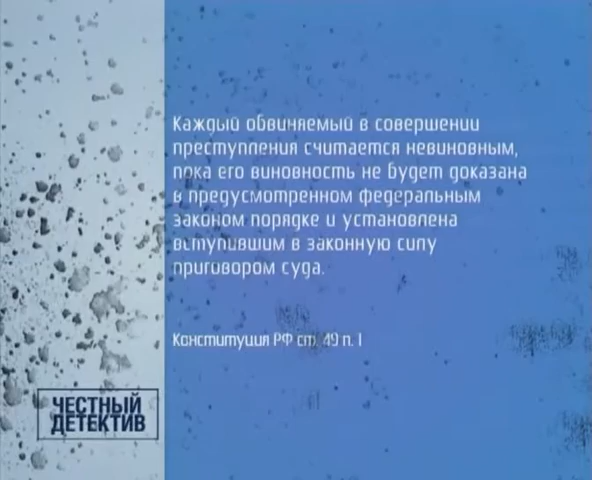 Каждый обвиняемый в совершении
преступления считается невиновным,
пока его виновность не будет доказана
в предусмотренном федеральным
законом порядке и установлена
вступившим в законную силу
приговором суда.
Конституция РФ ст. 49 п. 1
ЧЕСТНЫЙ
ДЕТЕКТИВ